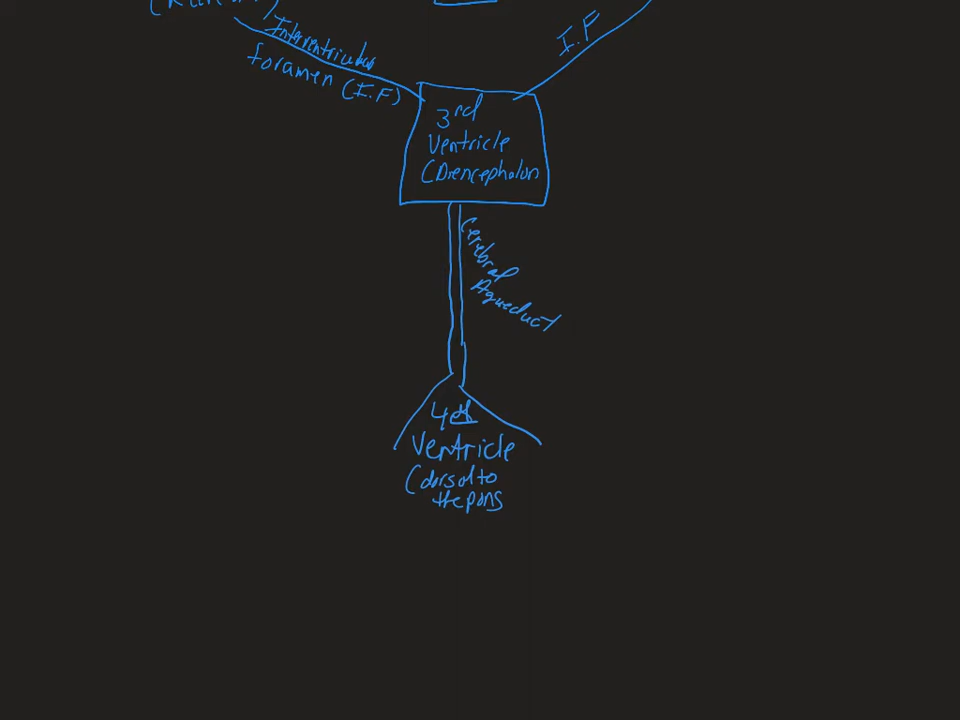 Interventricular
foramen (I.F)
I.F
3rd
Ventricle
(Diencephalon
Cerebral
Aqueduct
4th
Ventricle
(dorsal to
the pons